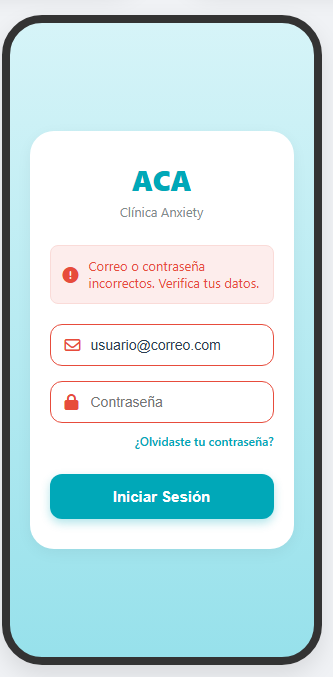 ACA
Clínica Anxiety
Correo o contraseña
incorrectos. Verifica tus datos.
usuario@correo.com
Contraseña
¿Olvidaste tu contraseña?
Iniciar Sesión